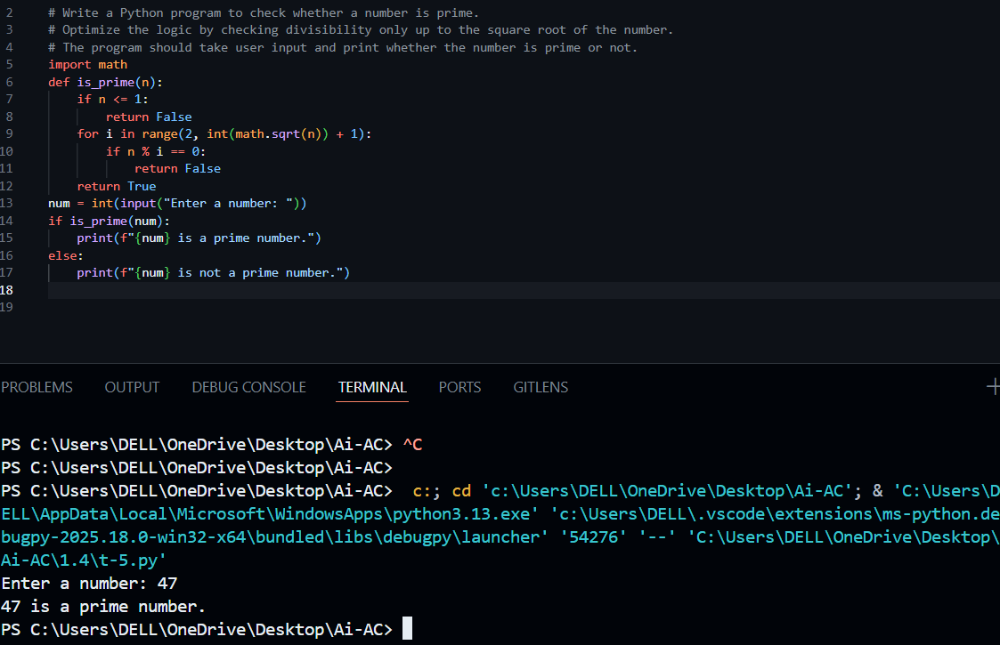 2 # Write a Python program to check whether a number is prime.
3 # Optimize the logic by checking divisibility only up to the square root of the number.
4 # The program should take user input and print whether the number is prime or not.
5 import math
6 def is_prime(n):
7     if n <= 1:
8         return False
9     for i in range(2, int(math.sqrt(n)) + 1):
10         if n % i == 0:
11             return False
12     return True
13 num = int(input("Enter a number: "))
14 if is_prime(num):
15     print(f"{num} is a prime number.")
16 else:
17     print(f"{num} is not a prime number.")
18
19
PROBLEMS OUTPUT DEBUG CONSOLE TERMINAL PORTS GITLENS +
PS C:\Users\DELL\OneDrive\Desktop\Ai-AC> ^C
PS C:\Users\DELL\OneDrive\Desktop\Ai-AC>
PS C:\Users\DELL\OneDrive\Desktop\Ai-AC>  c:; cd 'c:\Users\DELL\OneDrive\Desktop\Ai-AC'; & 'C:\Users\D
ELL\AppData\Local\Microsoft\WindowsApps\python3.13.exe' 'c:\Users\DELL\.vscode\extensions\ms-python.de
bugpy-2025.18.0-win32-x64\bundled\libs\debugpy\launcher' '54276' '--' 'C:\Users\DELL\OneDrive\Desktop\
Ai-AC\1.4\t-5.py'
Enter a number: 47
47 is a prime number.
PS C:\Users\DELL\OneDrive\Desktop\Ai-AC>